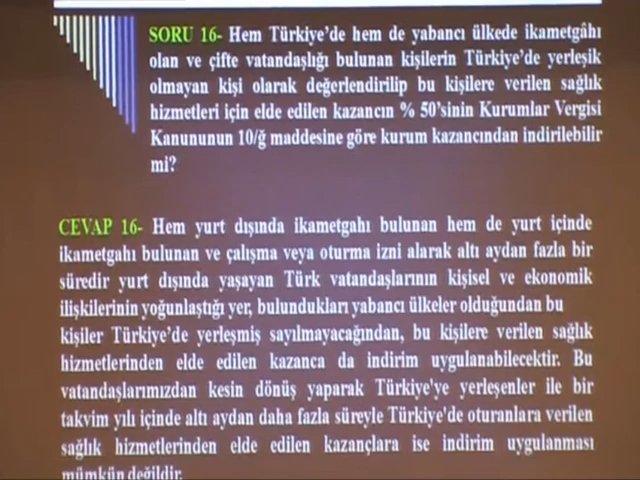 SORU 16- Hem Türkiye'de hem de yabancı ülkede ikametgâhı
olan ve çifte vatandaşlığı bulunan kişilerin Türkiye'de yerleşik
olmayan kişi olarak değerlendirilip bu kişilere verilen sağlık
hizmetleri için elde edilen kazancın % 50'sinin Kurumlar Vergisi
Kanununun 10/ğ maddesine göre kurum kazancından indirilebilir
mi?
CEVAP 16- Hem yurt dışında ikametgahı bulunan hem de yurt içinde
ikametgahı bulunan ve çalışma veya oturma izni alarak altı aydan fazla bir
süredir yurt dışında yaşayan Türk vatandaşlarının kişisel ve ekonomik
ilişkilerinin yoğunlaştığı yer, bulundukları yabancı ülkeler olduğundan bu
kişiler Türkiye'de yerleşmiş sayılmayacağından, bu kişilere verilen sağlık
hizmetlerinden elde edilen kazanca da indirim uygulanabilecektir. Bu
vatandaşlarımızdan kesin dönüş yaparak Türkiye'ye yerleşenler ile bir
takvim yılı içinde altı aydan daha fazla süreyle Türkiye'de oturanlara verilen
sağlık hizmetlerinden elde edilen kazançlara ise indirim uygulanması
mümkün değildir.